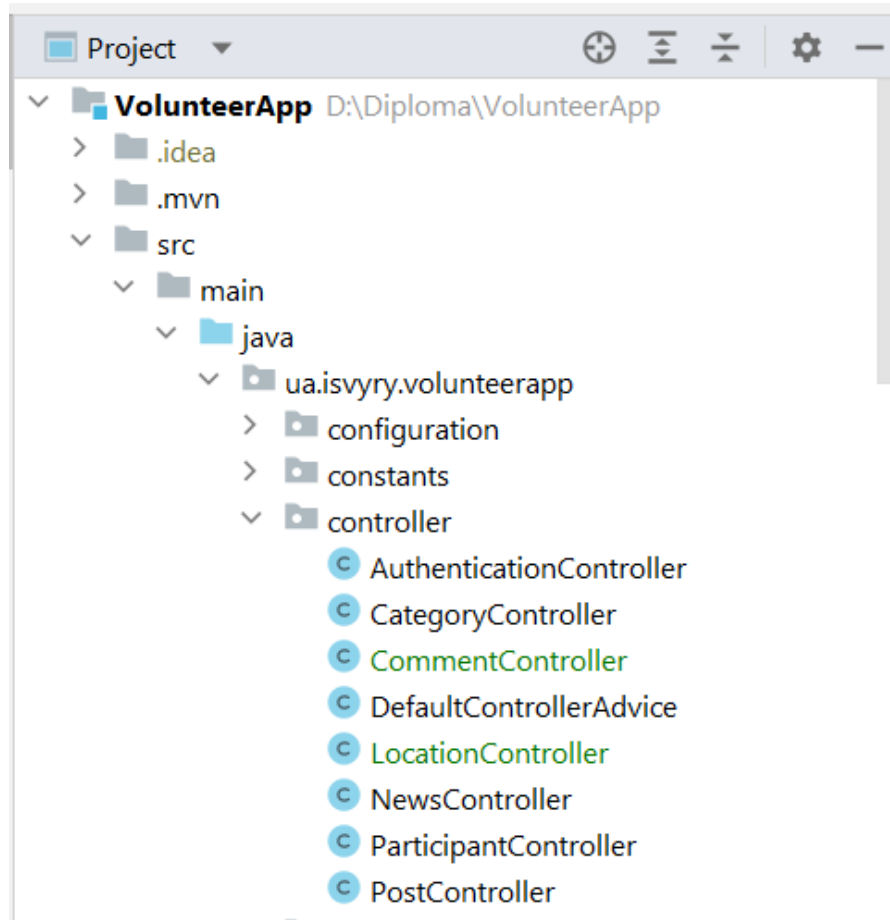 Project
VolunteerApp D:\Diploma\VolunteerApp
.idea
.mvn
src
main
java
ua.isvyry.volunteerapp
configuration
constants
controller
C AuthenticationController
C CategoryController
C CommentController
C DefaultControllerAdvice
C LocationController
C NewsController
C ParticipantController
C PostController